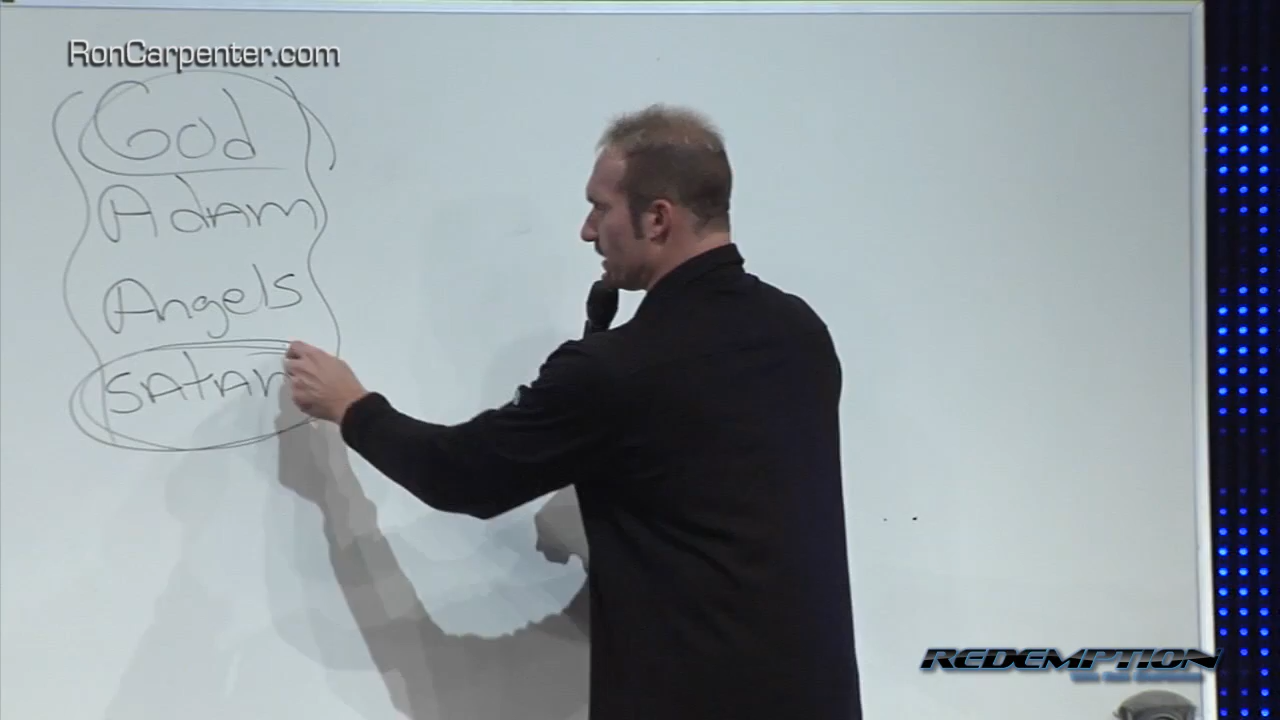 RonCarpenter.com
God
Adam
Angels
Satan
REDEMPTION